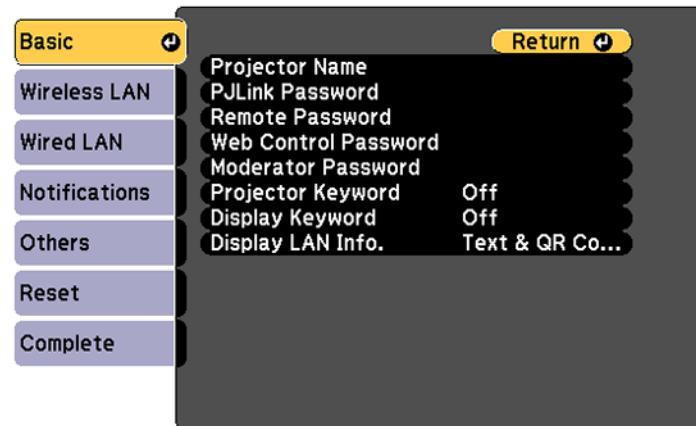 Basic
Wireless LAN
Wired LAN
Notifications
Others
Reset
Complete
Return
Projector Name
PJLink Password
Remote Password
Web Control Password
Moderator Password
Projector Keyword Off
Display Keyword Off
Display LAN Info. Text & QR Co...